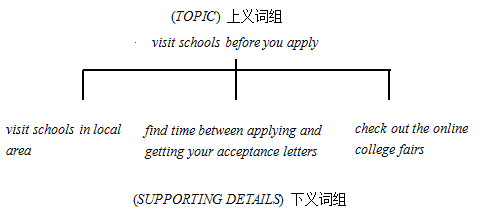 (TOPIC) 上义词组
visit schools before you apply
visit schools in local
area
find time between applying and
getting your acceptance letters
check out the online
college fairs
(SUPPORTING DETAILS) 下义词组